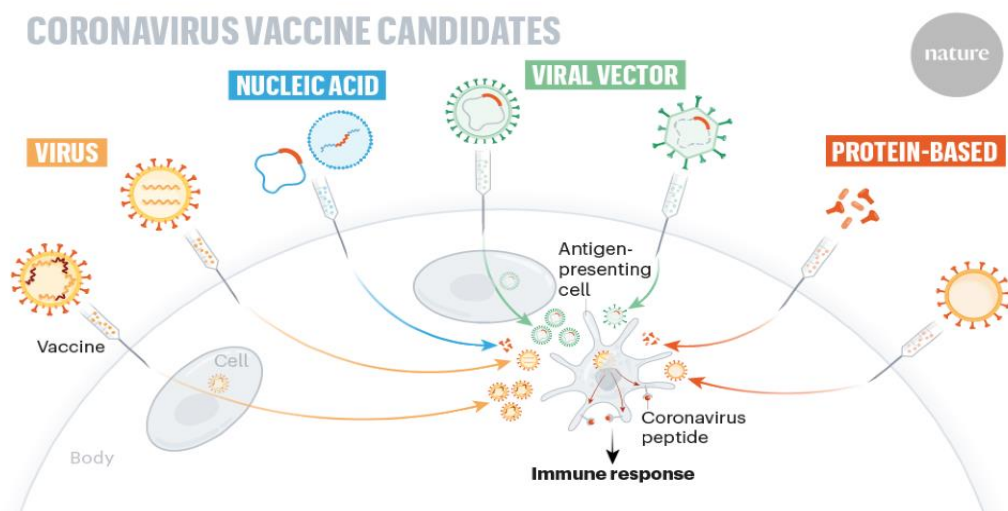 CORONAVIRUS VACCINE CANDIDATES
nature
NUCLEIC ACID
VIRAL VECTOR
VIRUS
PROTEIN-BASED
Antigen-
presenting
cell
Vaccine
Cell
Coronavirus
peptide
Body
Immune response